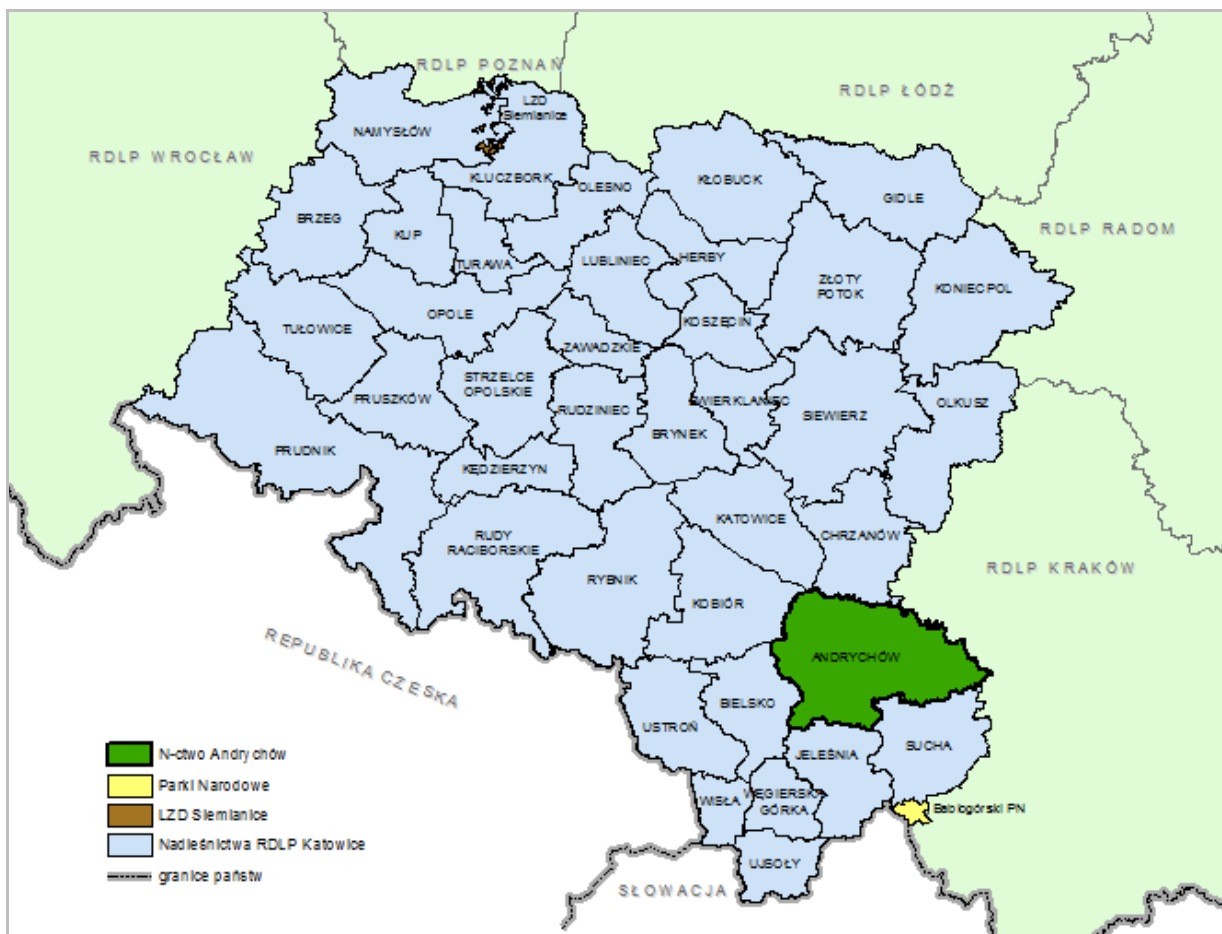 RDLP POZNAŃ
LZD
Siemianice
RDLP ŁÓDŹ
NAMYSŁÓW
RDLP WROCŁAW
KLUCZBORK
OLESNO
KŁOBUCK
GIDLE
BRZEG
KUP
RDLP RADOM
TURAWA
LUBLINIEC
HERBY
ZŁOTY
POTOK
KONIECPOL
OPOLE
KOSZĘCIN
TUŁOWICE
ZAWADZKIE
STRZELCE
OPOLSKIE
PRUSZKÓW
RUDZINIEC
ŚWIERKLANIEC
SIEWIERZ
OLKUSZ
BRYNEK
PRUDNIK
KĘDZIERZYN
KATOWICE
CHRZANÓW
RUDY
RACIBORSKIE
RYBNIK
RDLP KRAKÓW
KOBIÓR
REPUBLIKA CZESKA
ANDRYCHÓW
BIELSKO
USTROŃ
JELEŚNIA
SUCHA
WISŁA
WĘGIERSKA
GÓRKA
Babiogórski PN
UJSOŁY
SŁOWACJA
N-ctwo Andrychów
Parki Narodowe
LZD Siemianice
Nadleśnictwa RDLP Katowice
granice państw